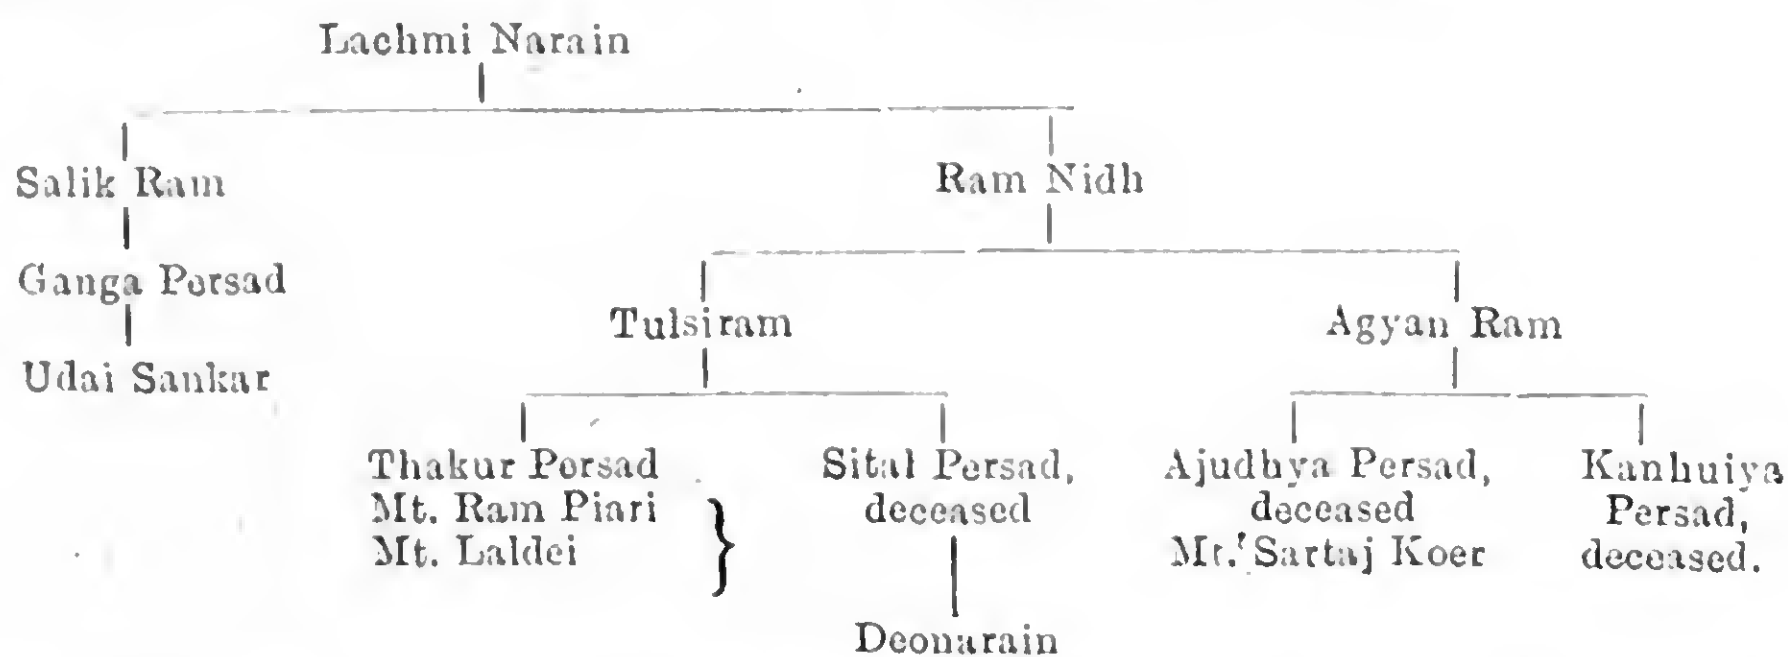 Lachmi Narain
Salik Ram
Ram Nidh
Ganga Persad
Tulsiram
Agyan Ram
Udai Sankar
Thakur Persad
Mt. Ram Piari
Mt. Laldei
Sital Persad,
deceased
Ajudhya Persad,
deceased
Mt. Sartaj Koer
Kanhuiya
Persad,
deceased.
Deonarain